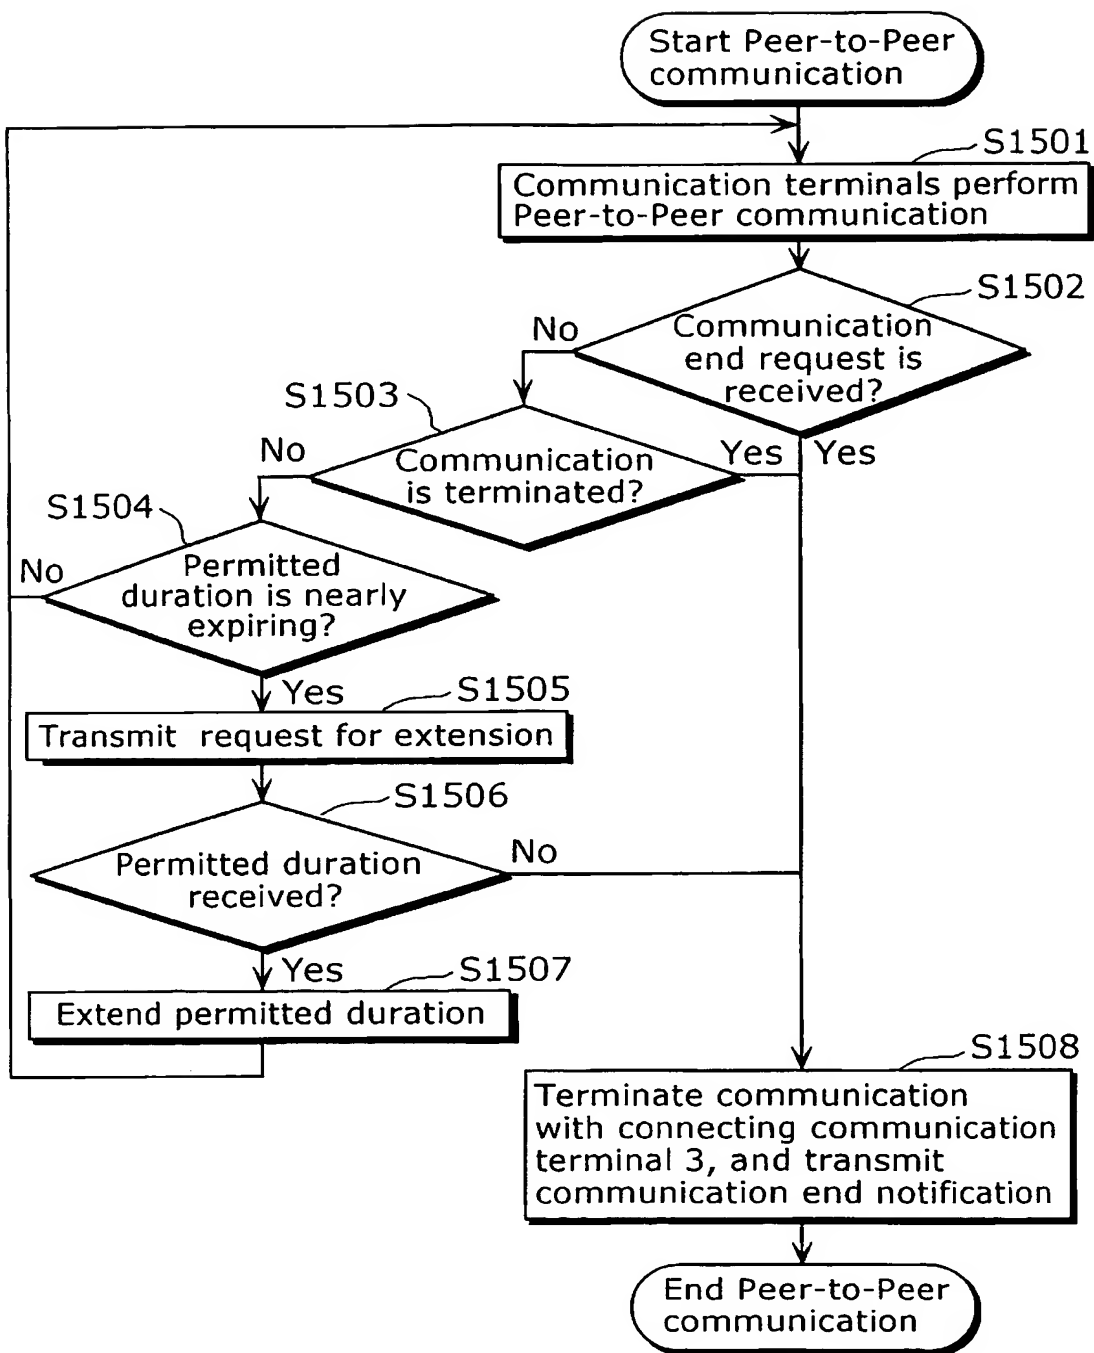 Start Peer-to-Peer
communication
S1501
Communication terminals perform
Peer-to-Peer communication
S1502
Communication
end request is
received?
No
Yes
S1503
Communication
is terminated?
No
Yes
S1504
Permitted
duration is nearly
expiring?
No
Yes
S1505
Transmit request for extension
S1506
Permitted duration
received?
No
Yes
S1507
Extend permitted duration
S1508
Terminate communication
with connecting communication
terminal 3, and transmit
communication end notification
End Peer-to-Peer
communication